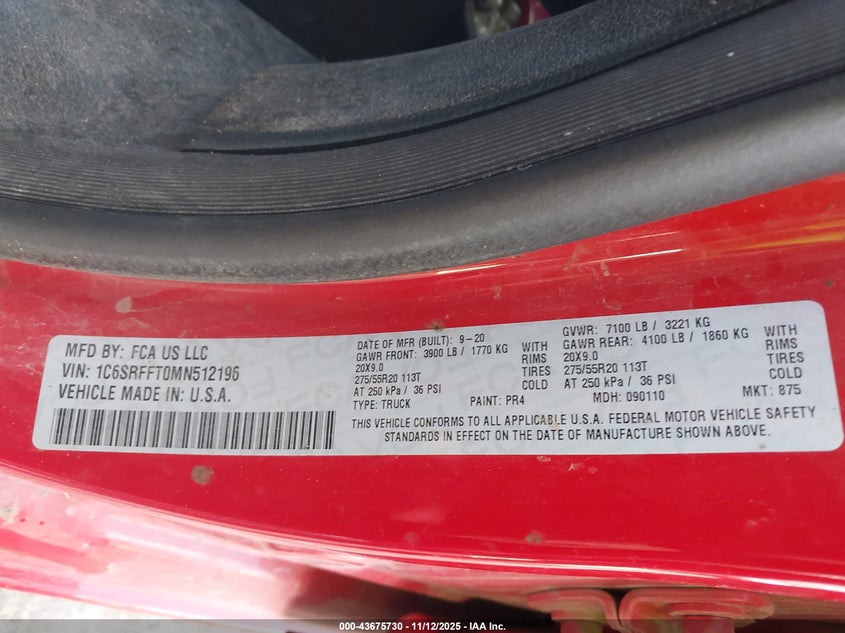 MFD BY: FCA US LLC
VIN: 1C6SRFFT0MN512196
VEHICLE MADE IN: U.S.A.
DATE OF MFR (BUILT): 9-20
GAWR FRONT: 3900 LB / 1770 KG WITH
20X9.0 RIMS
275/55R20 113T TIRES
AT 250 kPa / 36 PSI COLD
TYPE: TRUCK PAINT: PR4
GVWR: 7100 LB / 3221 KG
GAWR REAR: 4100 LB / 1860 KG WITH
20X9.0 RIMS
275/55R20 113T TIRES
AT 250 kPa / 36 PSI COLD
MDH: 090110 MKT: 875
THIS VEHICLE CONFORMS TO ALL APPLICABLE U.S.A. FEDERAL MOTOR VEHICLE SAFETY
STANDARDS IN EFFECT ON THE DATE OF MANUFACTURE SHOWN ABOVE.
000-43675730 - 11/12/2025 - IAA Inc.